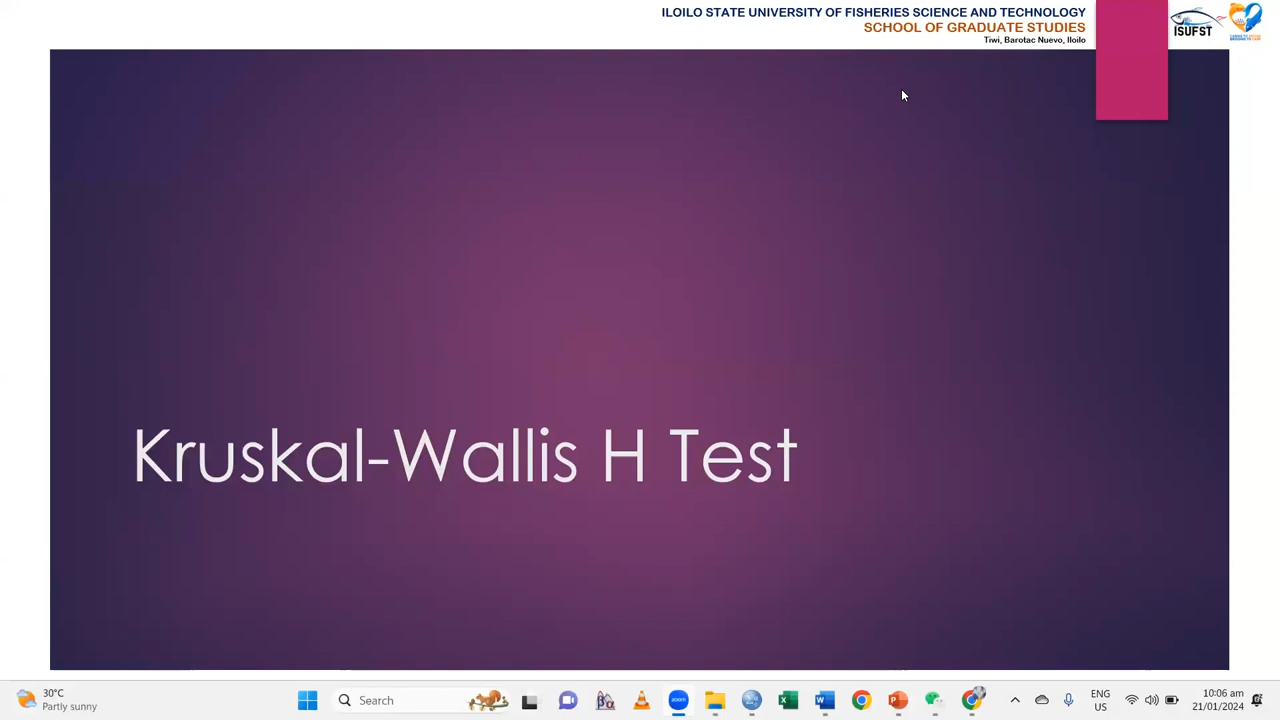 ILOILO STATE UNIVERSITY OF FISHERIES SCIENCE AND TECHNOLOGY
SCHOOL OF GRADUATE STUDIES
Tiwi, Barotac Nuevo, Iloilo
ISUFST
Kruskal-Wallis H Test
30°C
Partly sunny
Search
zoom
ENG
US
10:06 am
21/01/2024